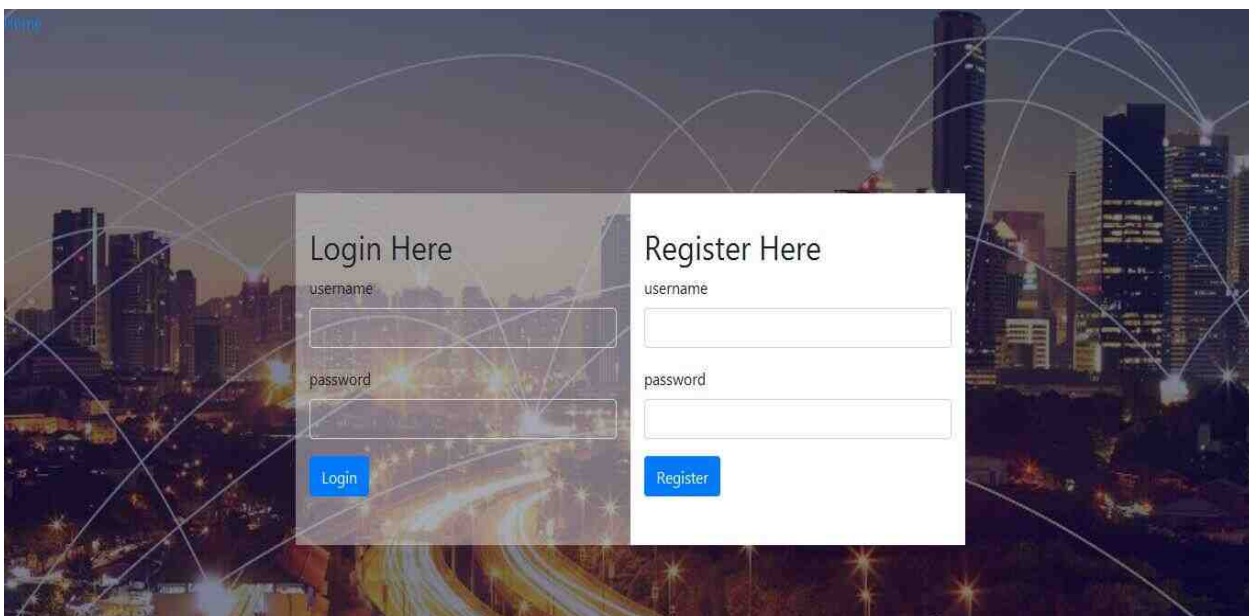 Home
Login Here
username
password
Login
Register Here
username
password
Register